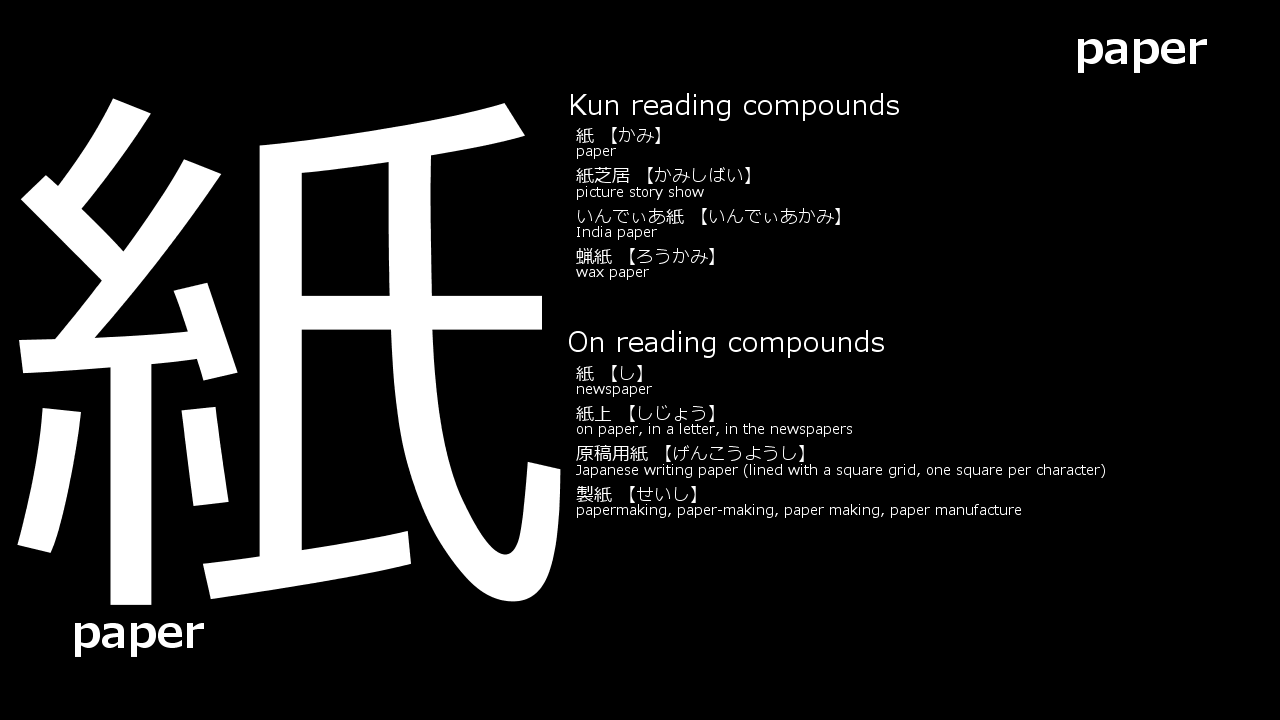 paper
紙
Kun reading compounds
紙 【かみ】
paper
紙芝居 【かみしばい】
picture story show
いんでぃあ紙 【いんでぃあかみ】
India paper
蝋紙 【ろうかみ】
wax paper
On reading compounds
紙 【し】
newspaper
紙上 【しじょう】
on paper, in a letter, in the newspapers
原稿用紙 【げんこうようし】
Japanese writing paper (lined with a square grid, one square per character)
製紙 【せいし】
papermaking, paper-making, paper making, paper manufacture
paper